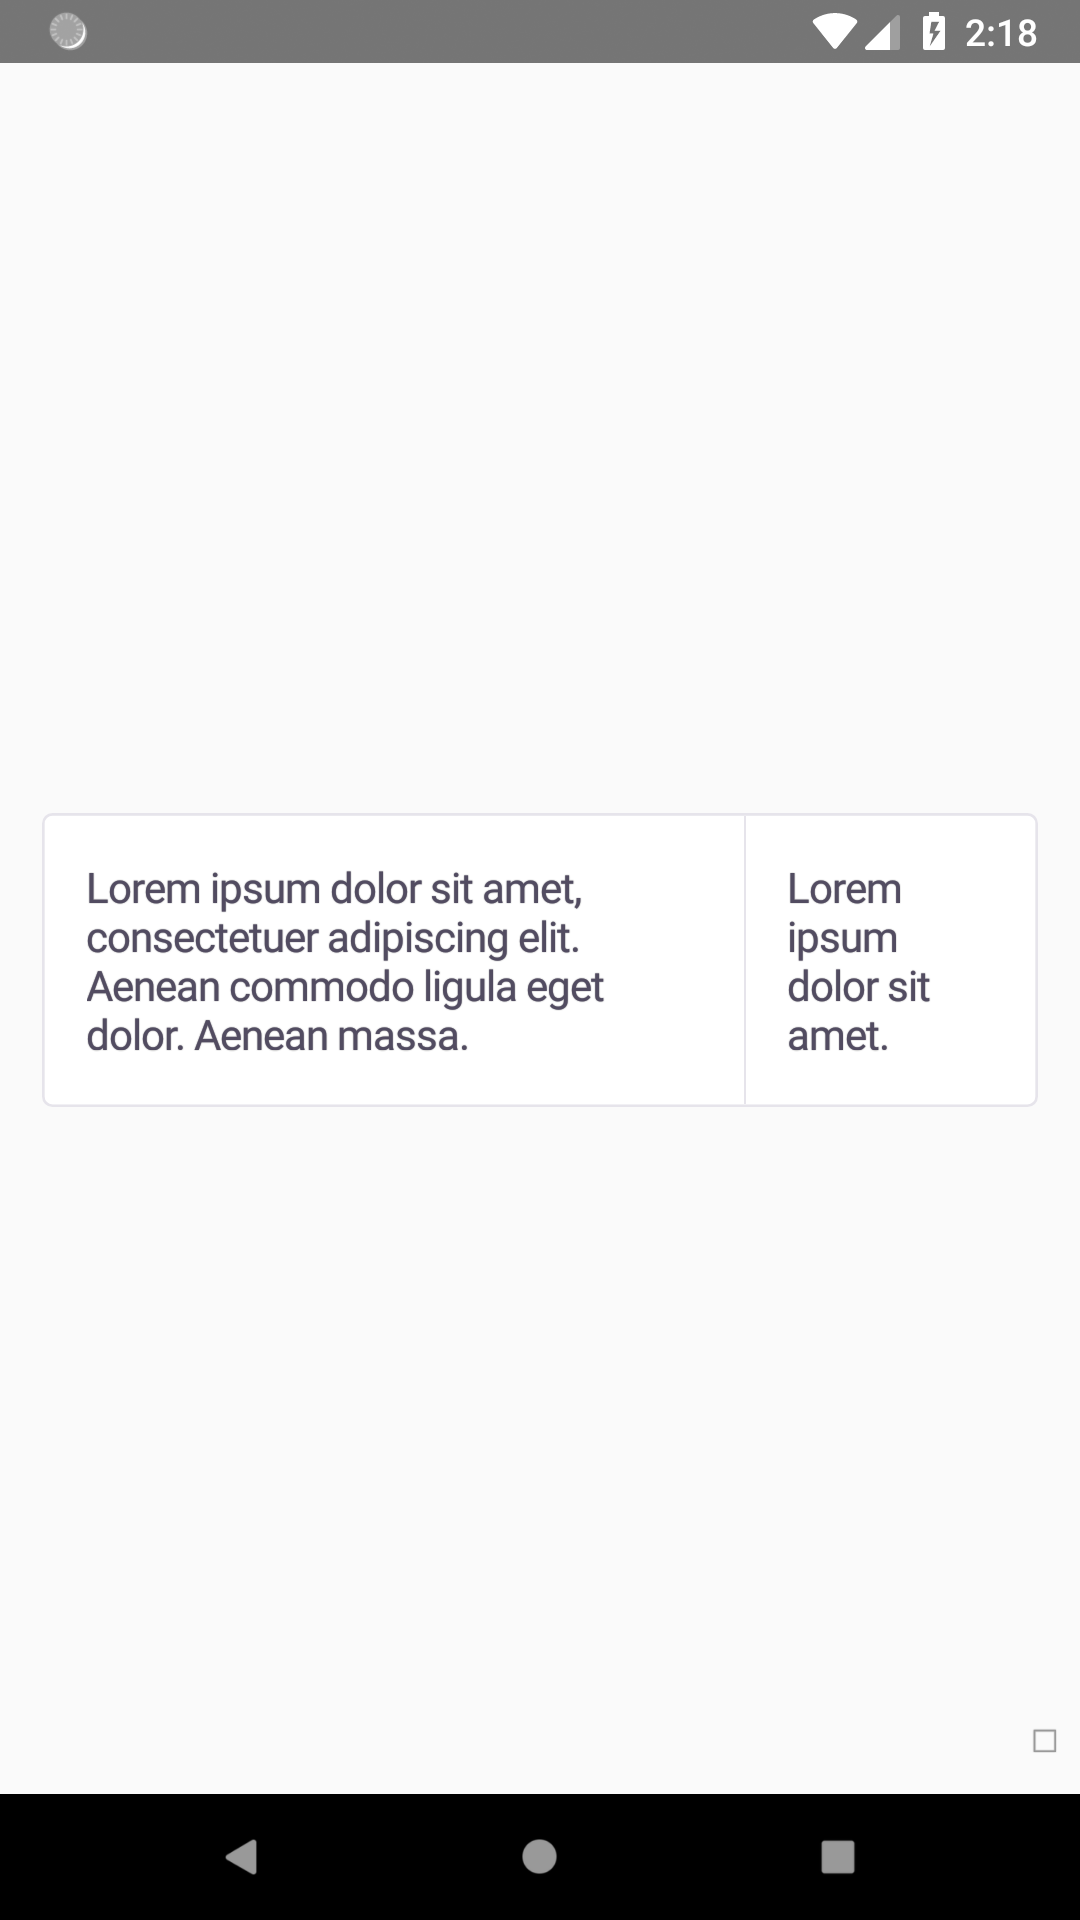 2:18
Lorem ipsum dolor sit amet,
consectetuer adipiscing elit.
Aenean commodo ligula eget
dolor. Aenean massa.
Lorem
ipsum
dolor sit
amet.